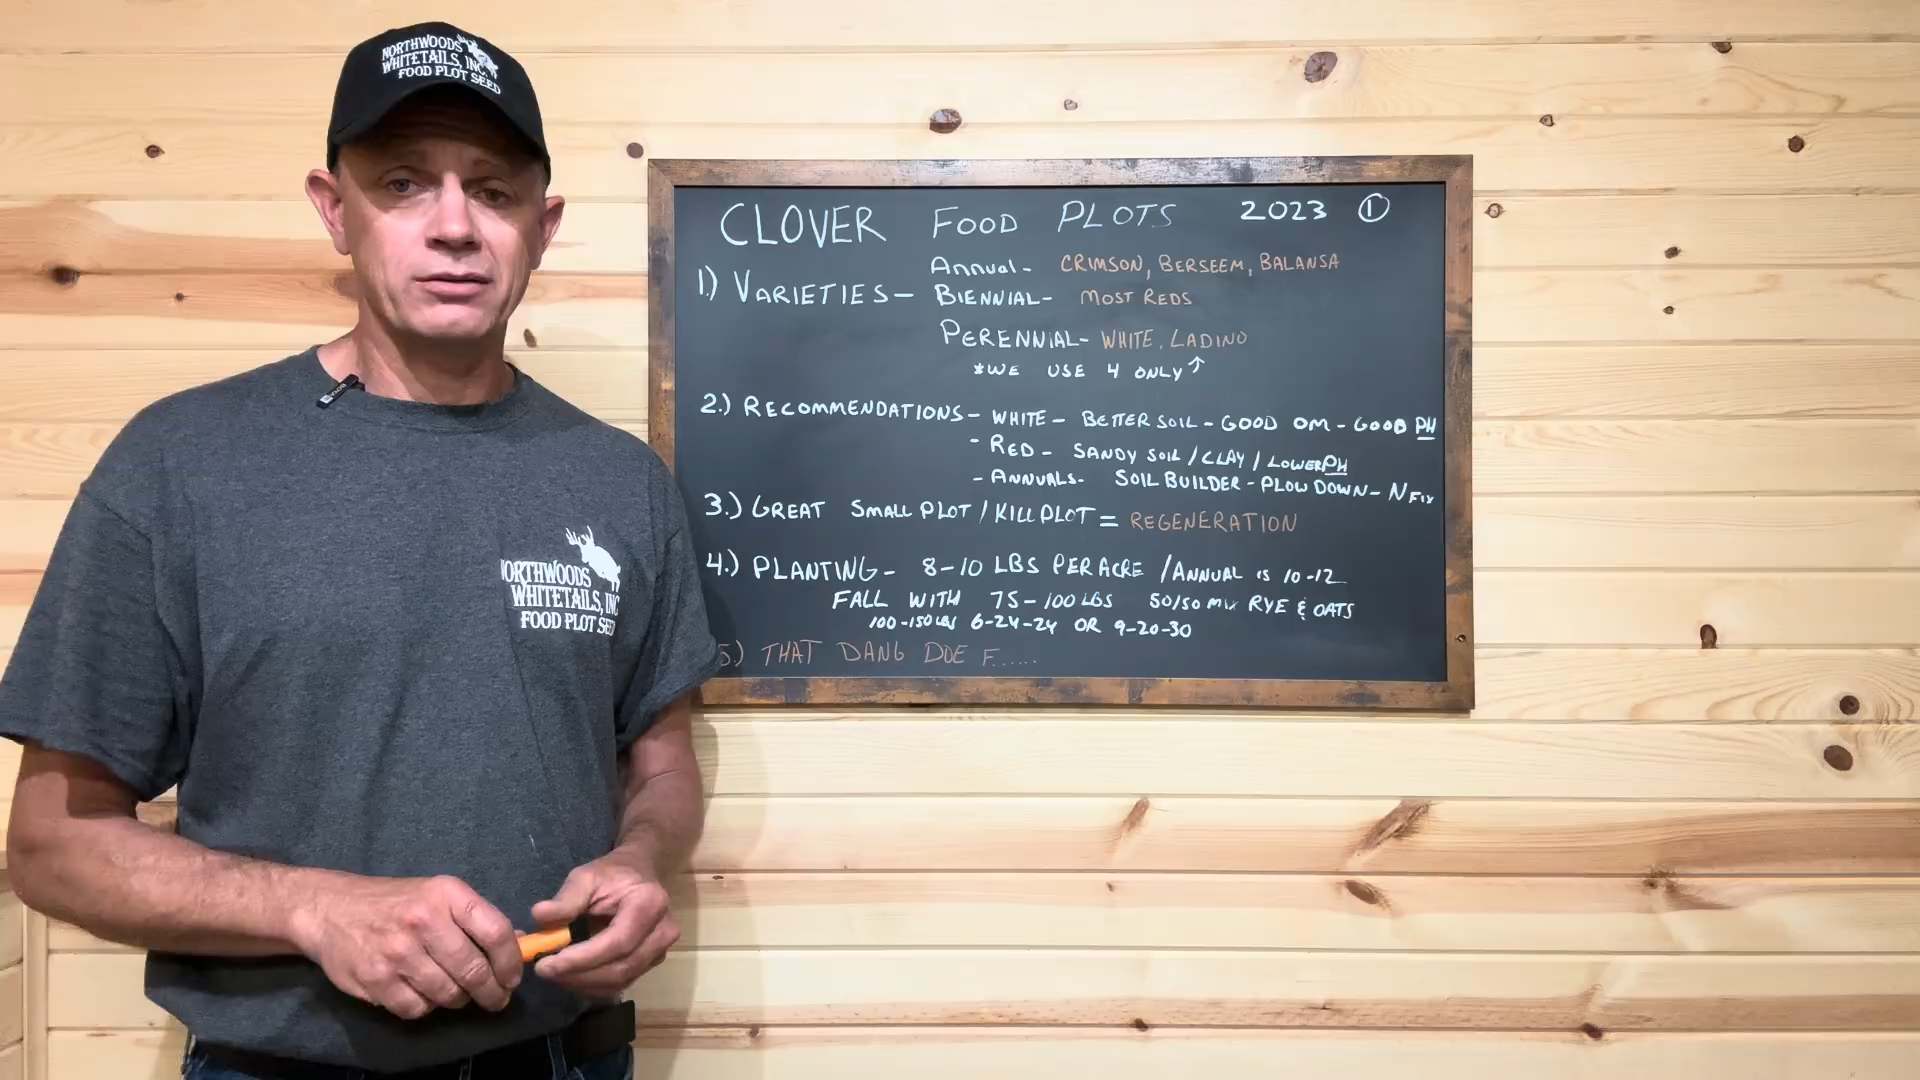 NORTHWOODS
WHITETAILS, INC.
FOOD PLOT SEED
CLOVER FOOD PLOTS 2023 ①
1.) VARIETIES - Annual - CRIMSON, BERSEEM, BALANSA
BIENNIAL - MOST REDS
PERENNIAL - WHITE, LADINO
*WE USE 4 ONLY ↑
2.) RECOMMENDATIONS - WHITE - BETTER SOIL - GOOD OM - GOOD PH
- RED - SANDY SOIL / CLAY / LOWER PH
- ANNUALS - SOIL BUILDER - PLOW DOWN - N FIX
3.) GREAT SMALL PLOT / KILL PLOT = REGENERATION
4.) PLANTING - 8-10 LBS PER ACRE / ANNUAL IS 10-12
FALL WITH 75-100 LBS 50/50 MIX RYE & OATS
100-150 LBS 6-24-24 OR 9-20-30
5.) THAT DANG DOE F......
NORTHWOODS
WHITETAILS, INC
FOOD PLOT SEED